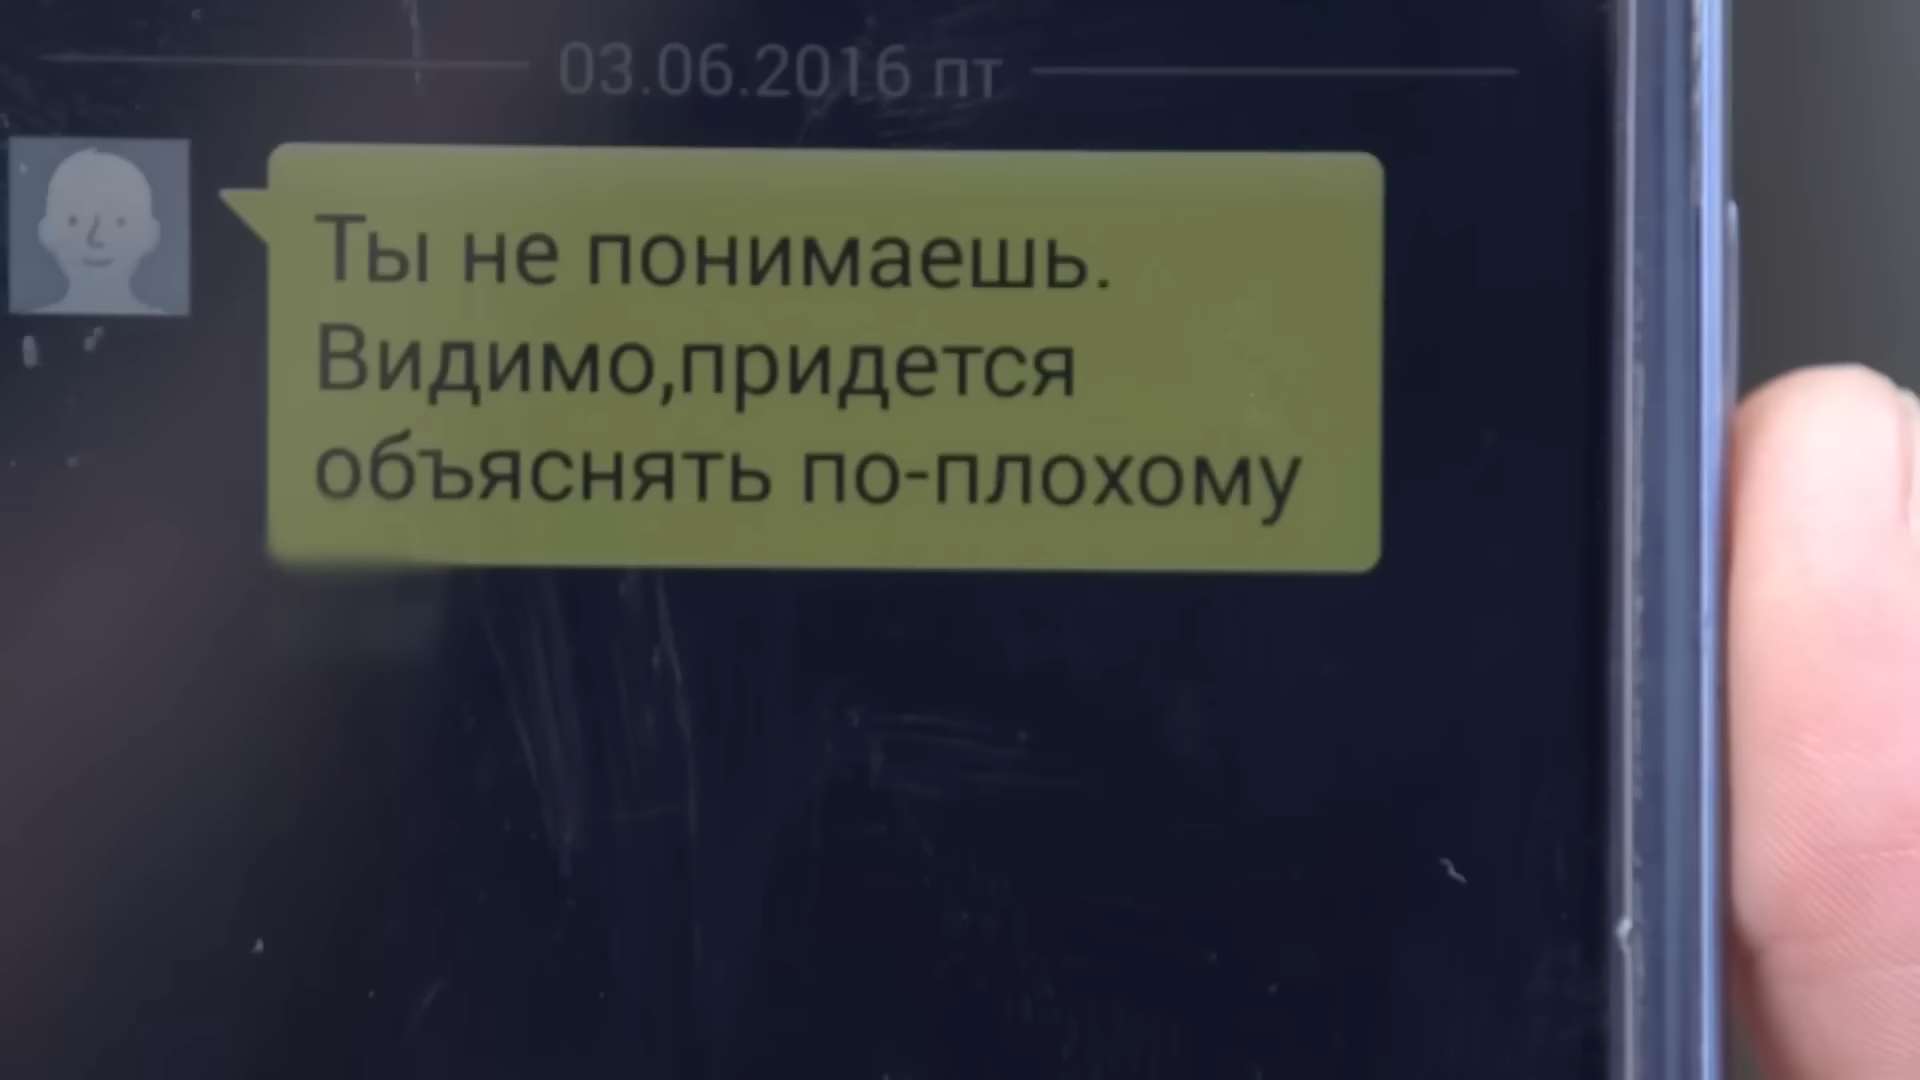 03.06.2016 пт
Ты не понимаешь.
Видимо,придется
объяснять по-плохому